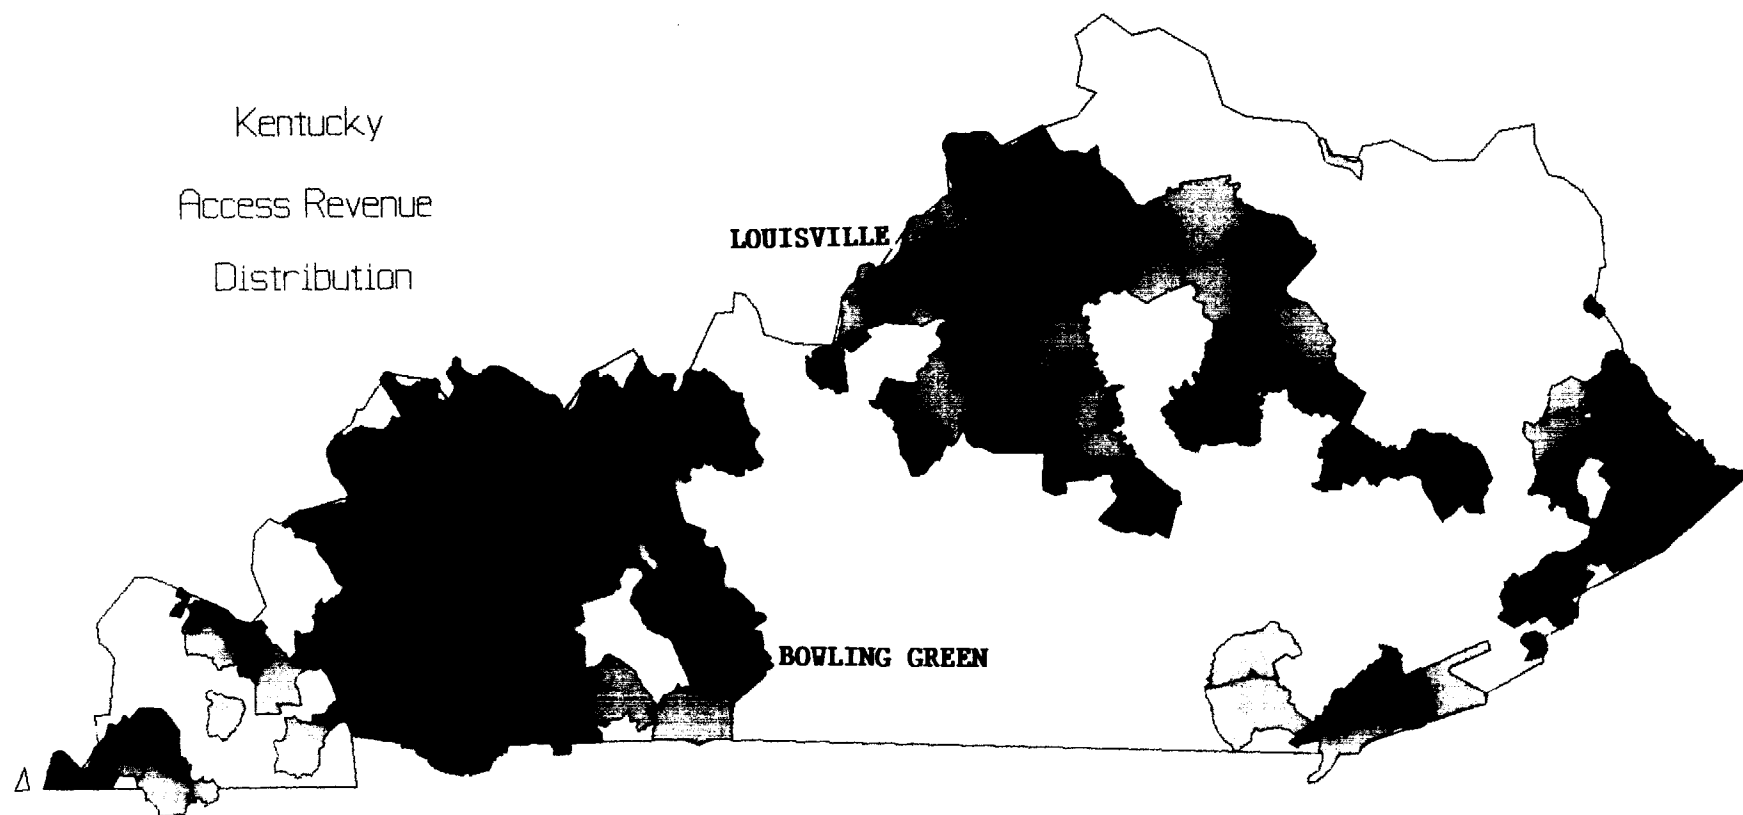 Kentucky
Access Revenue
Distribution
LOUISVILLE
BOWLING GREEN